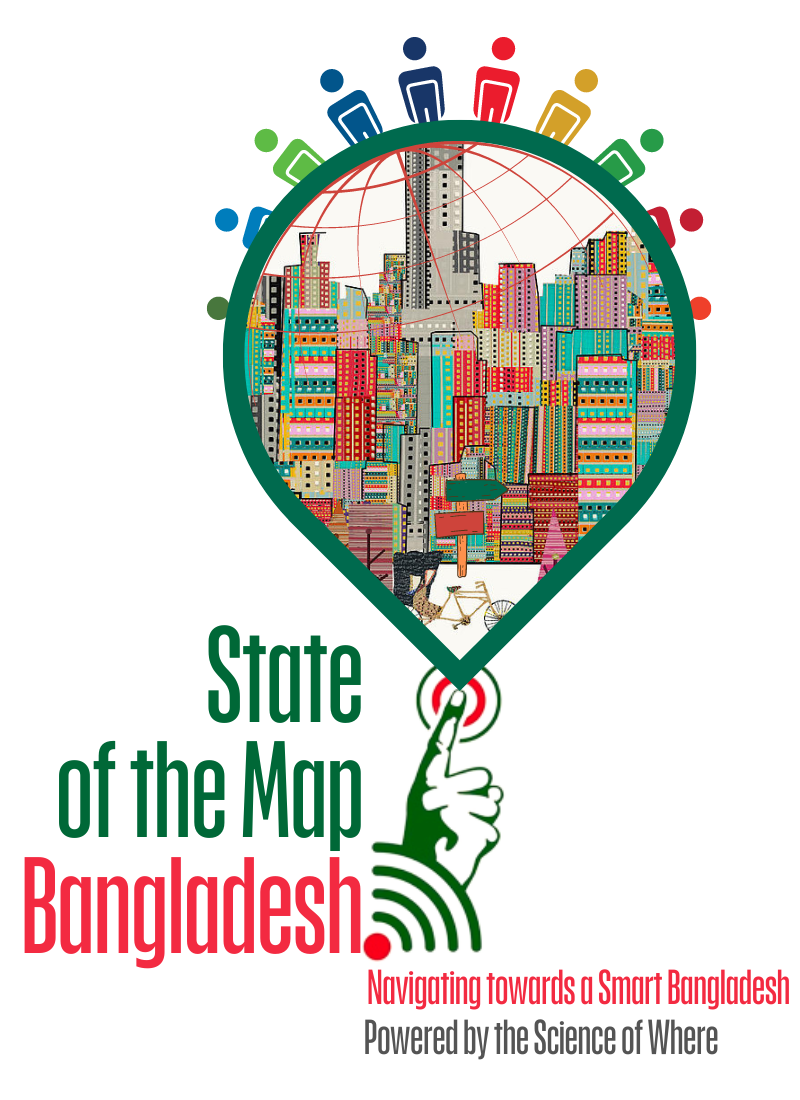 State
of the Map
Bangladesh
Navigating towards a Smart Bangladesh
Powered by the Science of Where